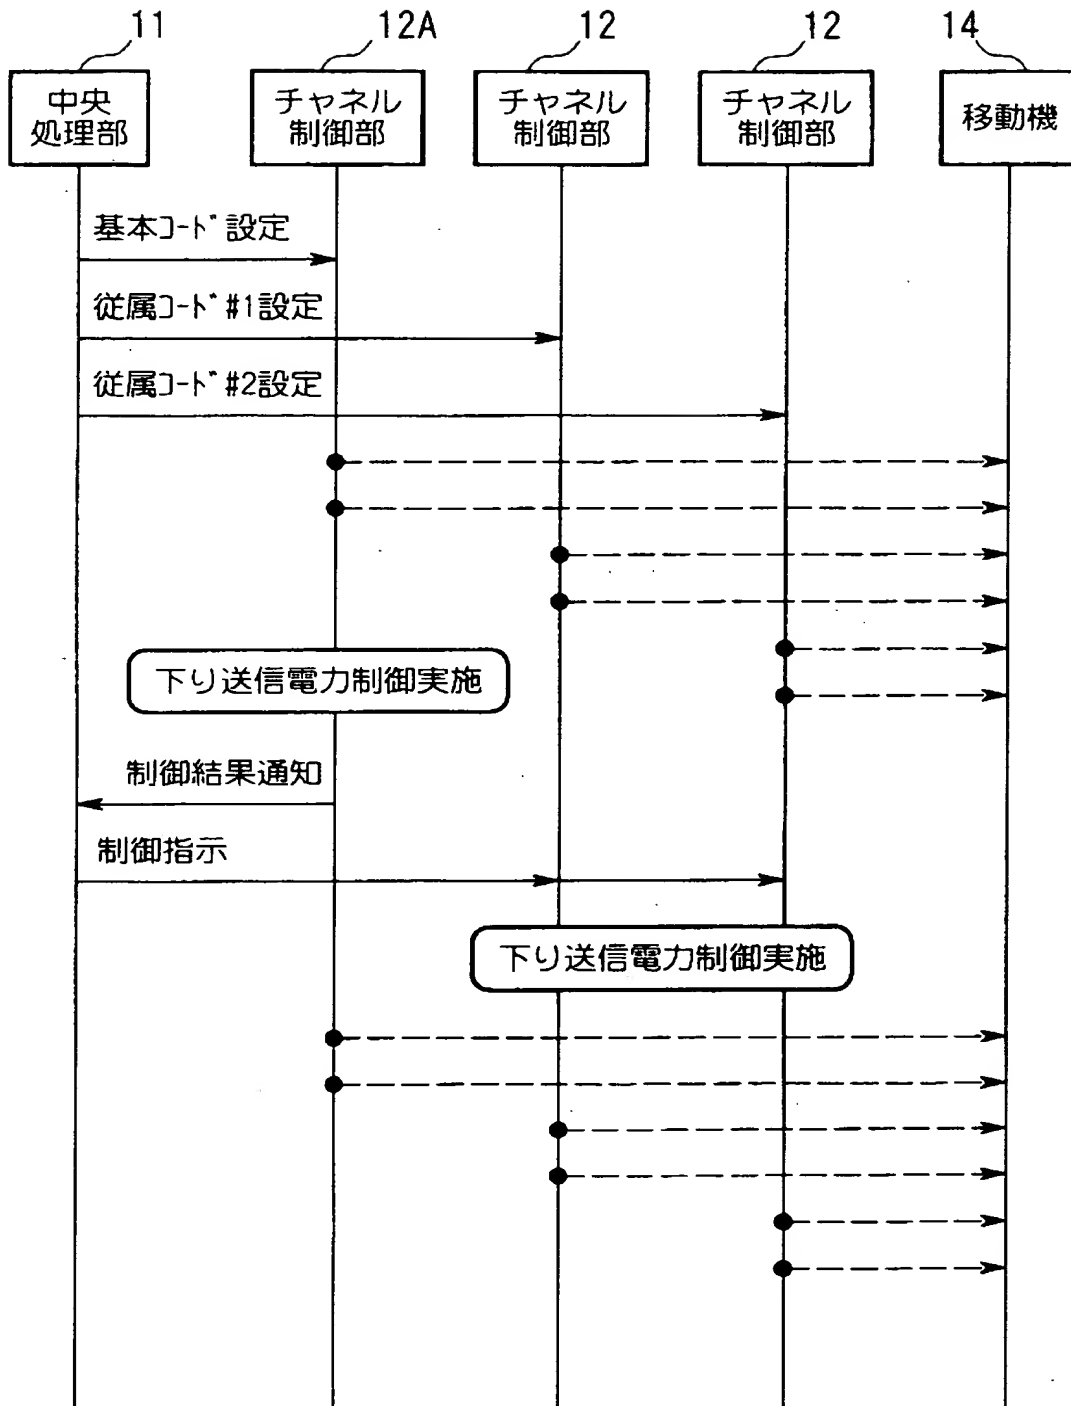 11
12A
12
12
14
中央
処理部
チャネル
制御部
チャネル
制御部
チャネル
制御部
移動機
基本ｺｰﾄﾞ設定
従属ｺｰﾄﾞ#1設定
従属ｺｰﾄﾞ#2設定
下り送信電力制御実施
制御結果通知
制御指示
下り送信電力制御実施